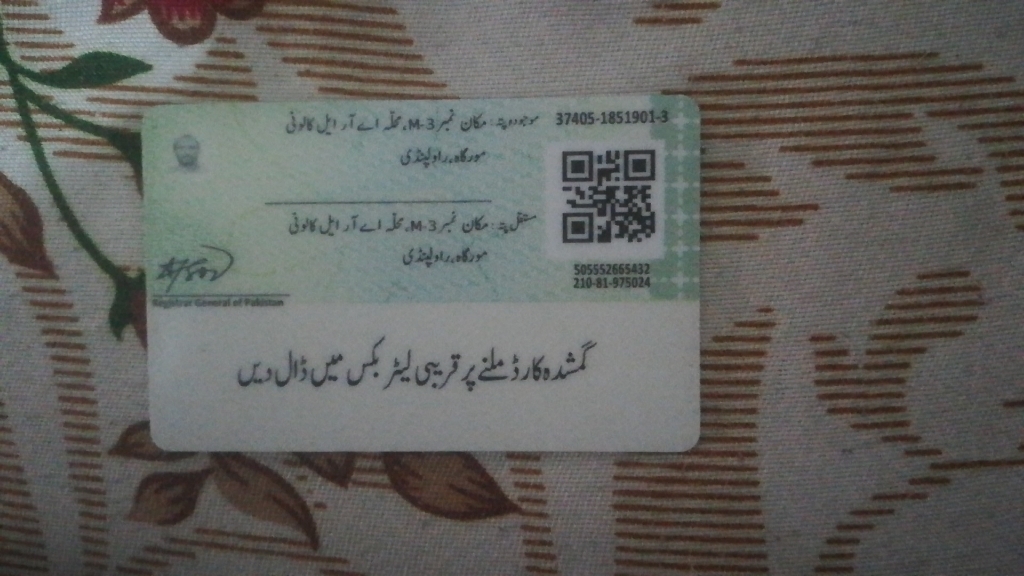 موجودہ پتہ: مکان نمبر M-3، محلہ اے آر ایل کالونی
مورگاہ، راولپنڈی
37405-1851901-3
مستقل پتہ: مکان نمبر M-3، محلہ اے آر ایل کالونی
مورگاہ، راولپنڈی
505552665432
210-81-975024
Registrar General of Pakistan
گمشدہ کارڈ ملنے پر قریبی لیٹر بکس میں ڈال دیں